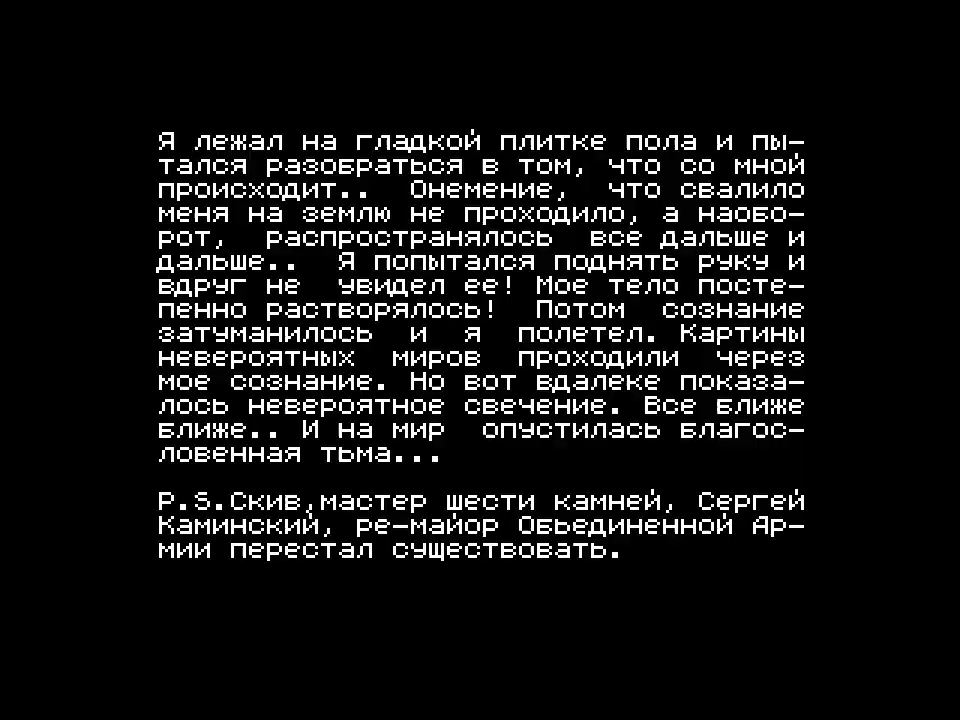 Я лежал на гладкой плитке пола и пы-
тался разобраться в том, что со мной
происходит..  Онемение,  что свалило
меня на землю не проходило, а наобо-
рот,  распространялось  все дальше и
дальше..  Я попытался поднять руку и
вдруг не  увидел ее! Мое тело посте-
пенно растворялось!  Потом  сознание
затуманилось  и  я  полетел. Картины
невероятных  миров  проходили  через
мое сознание. Но вот вдалеке показа-
лось невероятное свечение. Все ближе
ближе.. И на мир  опустилась благос-
ловенная тьма...

P.S.Скив,мастер шести камней, Сергей
Каминский, ре-майор Обьединенной Ар-
мии перестал существовать.